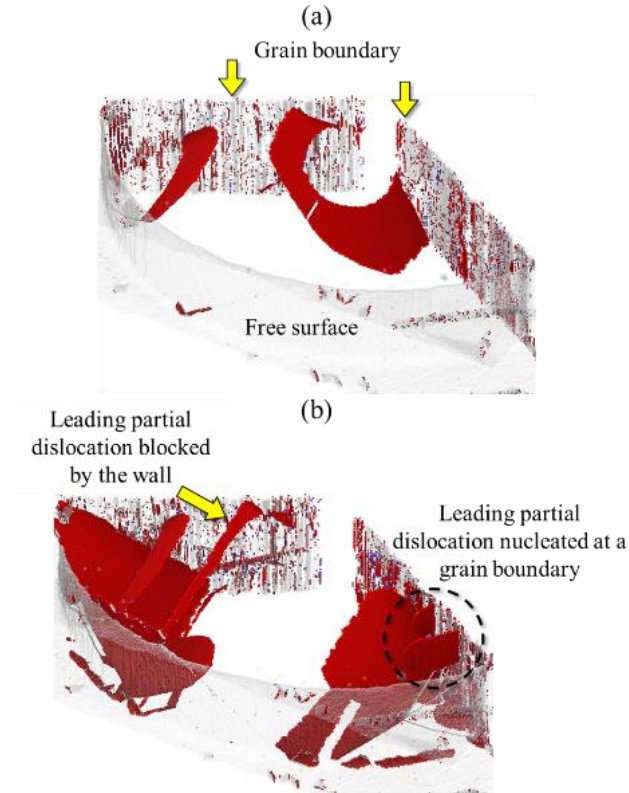 (a)
Grain boundary
Free surface
(b)
Leading partial
dislocation blocked
by the wall
Leading partial
dislocation nucleated at a
grain boundary